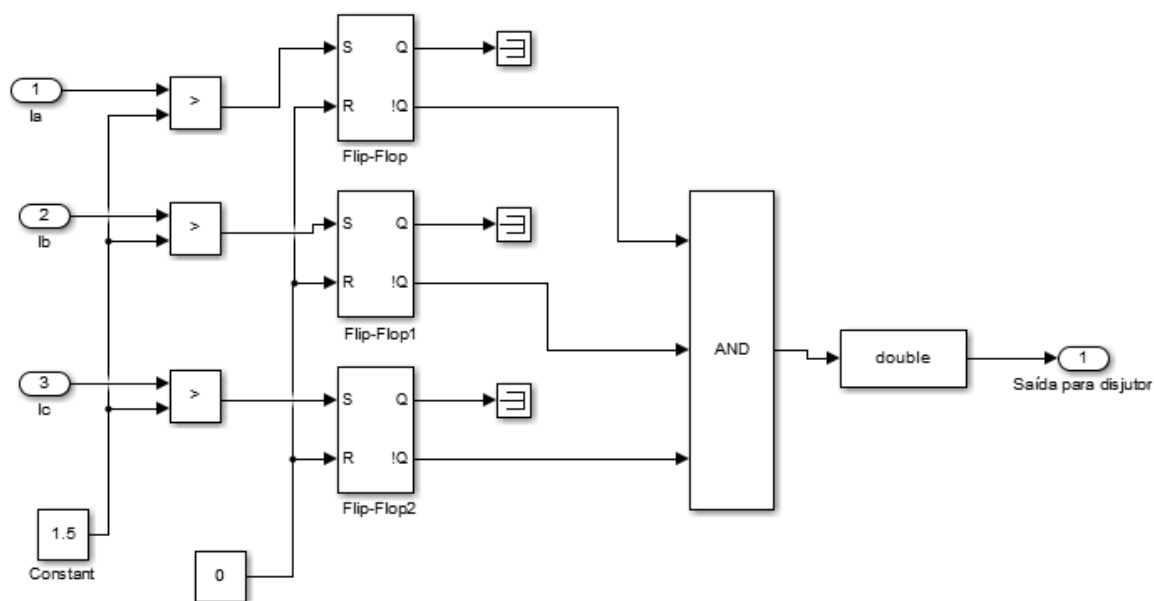 1
Ia
>
S
Q
R
!Q
Flip-Flop
2
Ib
>
S
Q
R
!Q
Flip-Flop1
3
Ic
>
S
Q
R
!Q
Flip-Flop2
AND
double
1
Saída para disjutor
1.5
Constant
0